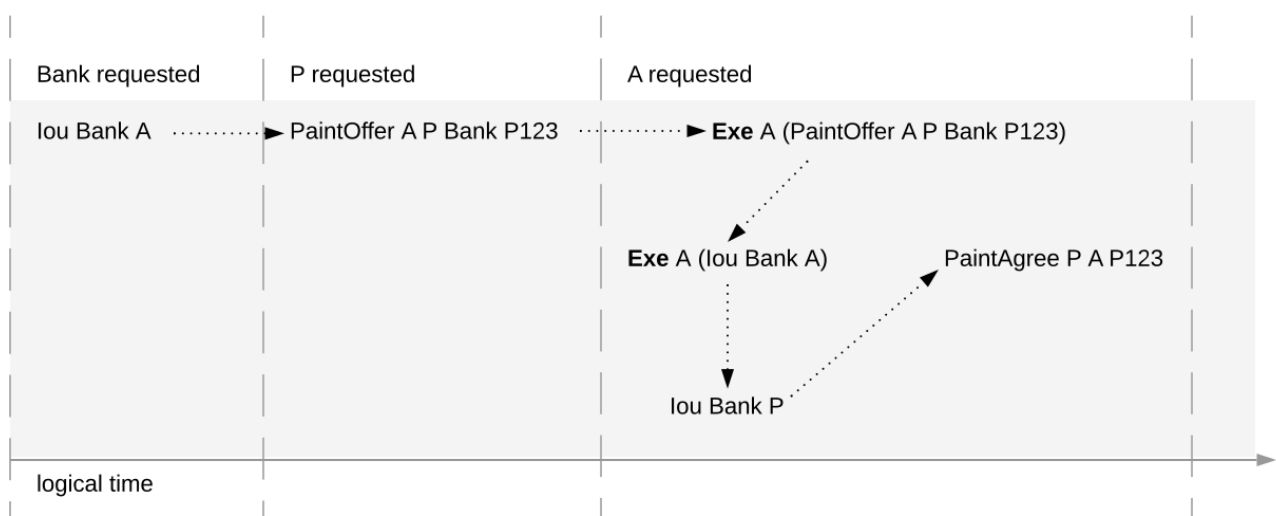 Bank requested
P requested
A requested
Iou Bank A
PaintOffer A P Bank P123
Exe A (PaintOffer A P Bank P123)
Exe A (Iou Bank A)
PaintAgree P A P123
Iou Bank P
logical time